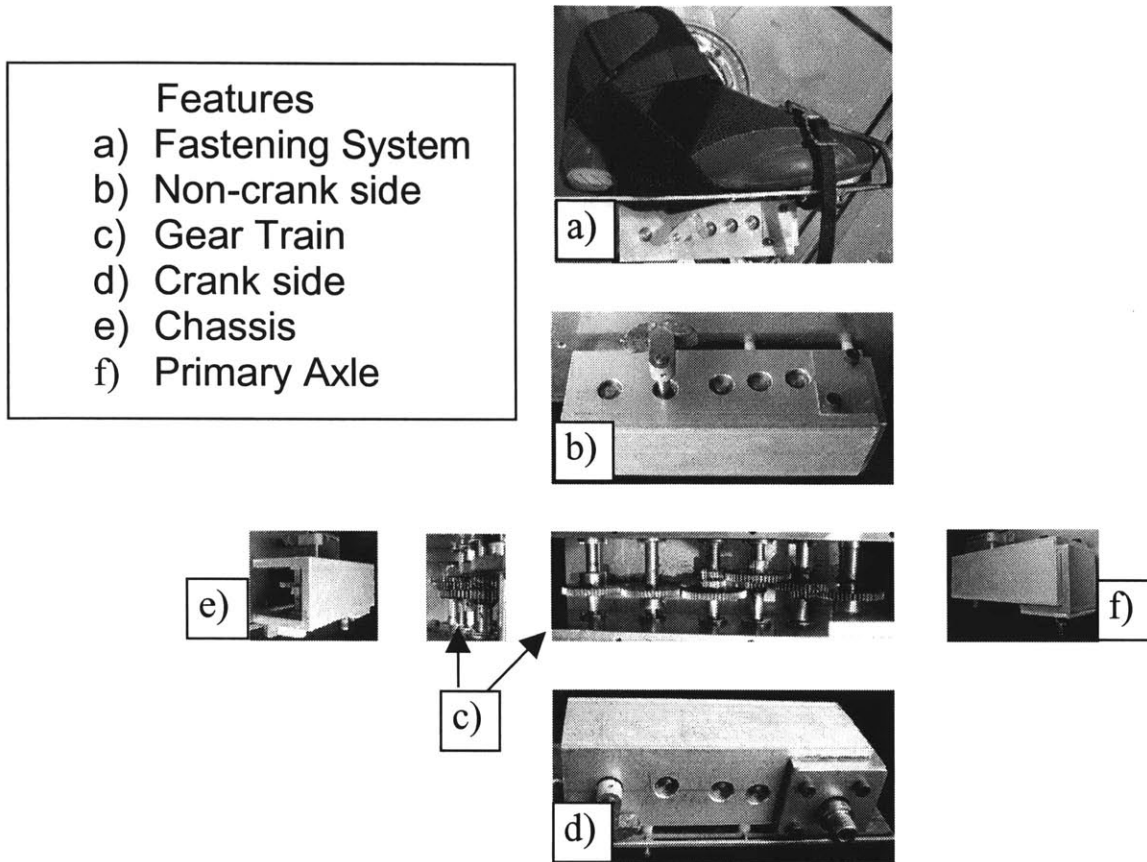 Features
a) Fastening System
b) Non-crank side
c) Gear Train
d) Crank side
e) Chassis
f) Primary Axle
a)
b)
e)
f)
c)
d)